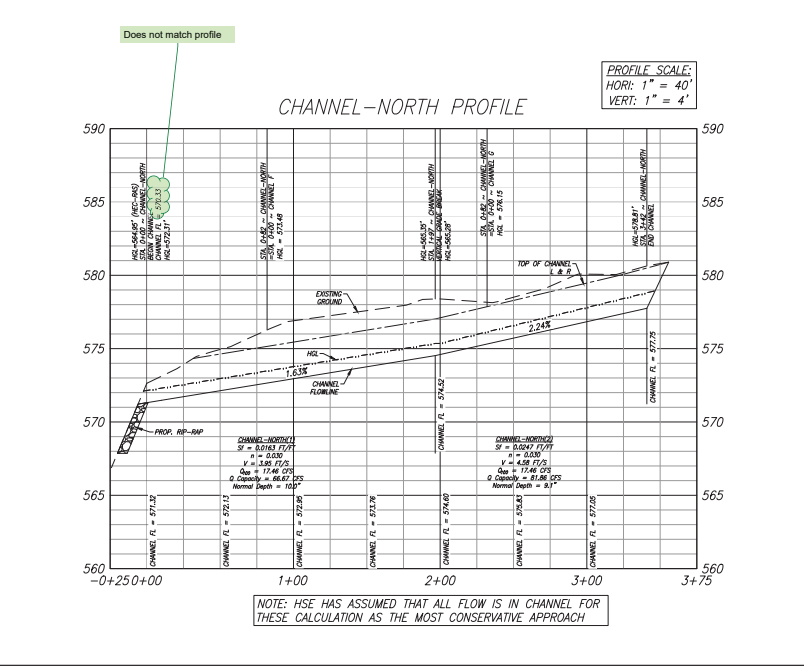 Does not match profile
PROFILE SCALE:
HORI: 1" = 40'
VERT: 1" = 4'
CHANNEL-NORTH PROFILE
590
590
585
585
580
580
575
575
570
570
565
565
560
560
HGL=564.95' (HEC-RAS)
STA. 0+00 ~ CHANNEL-NORTH
BEGIN CHANNEL
CHANNEL FL = 570.33
HGL=572.31'
STA. 0+82 ~ CHANNEL-NORTH
=STA. 0+00 ~ CHANNEL F
HGL = 573.48
HGL=565.35'
STA. 1+97 ~ CHANNEL-NORTH
VERTICAL GRADE BREAK
HGL=565.28'
STA. 0+82 ~ CHANNEL-NORTH
=STA. 0+00 ~ CHANNEL G
HGL = 576.15
HGL=578.81'
STA. 3+42 ~ CHANNEL-NORTH
END CHANNEL
TOP OF CHANNEL
L & R
EXISTING
GROUND
HGL
1.63%
2.24%
CHANNEL
FLOWLINE
PROP. RIP-RAP
CHANNEL FL = 574.52
CHANNEL FL = 577.75
CHANNEL-NORTH(1)
Sf = 0.0163 FT/FT
n = 0.030
V = 3.95 FT/S
Q100 = 17.46 CFS
Q Capacity = 66.67 CFS
Normal Depth = 10.0"
CHANNEL-NORTH(2)
Sf = 0.0247 FT/FT
n = 0.030
V = 4.58 FT/S
Q100 = 17.46 CFS
Q Capacity = 81.86 CFS
Normal Depth = 9.1"
CHANNEL FL = 571.32
CHANNEL FL = 572.13
CHANNEL FL = 572.95
CHANNEL FL = 573.76
CHANNEL FL = 574.60
CHANNEL FL = 575.83
CHANNEL FL = 577.05
-0+25 0+00
1+00
2+00
3+00
3+75
NOTE: HSE HAS ASSUMED THAT ALL FLOW IS IN CHANNEL FOR
THESE CALCULATION AS THE MOST CONSERVATIVE APPROACH